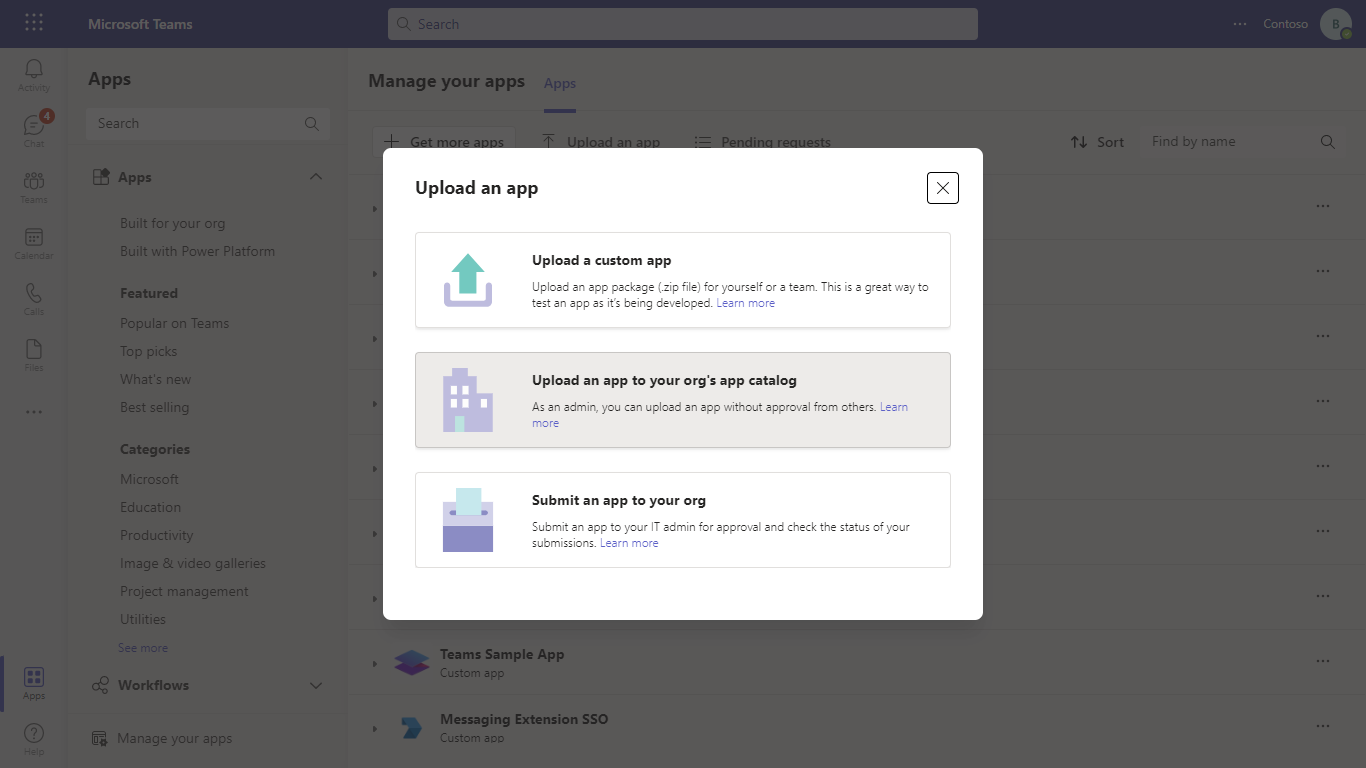 Microsoft Teams
Search
Contoso
B
Activity
4
Chat
Teams
Calendar
Calls
Files
Apps
Help
Apps
Search
Apps
Built for your org
Built with Power Platform
Featured
Popular on Teams
Top picks
What's new
Best selling
Categories
Microsoft
Education
Productivity
Image & video galleries
Project management
Utilities
See more
Workflows
Manage your apps
Manage your apps
Apps
Get more apps
Upload an app
Pending requests
Sort
Find by name
Upload an app
Upload a custom app
Upload an app package (.zip file) for yourself or a team. This is a great way to
test an app as it's being developed. Learn more
Upload an app to your org's app catalog
As an admin, you can upload an app without approval from others. Learn
more
Submit an app to your org
Submit an app to your IT admin for approval and check the status of your
submissions. Learn more
Teams Sample App
Custom app
Messaging Extension SSO
Custom app